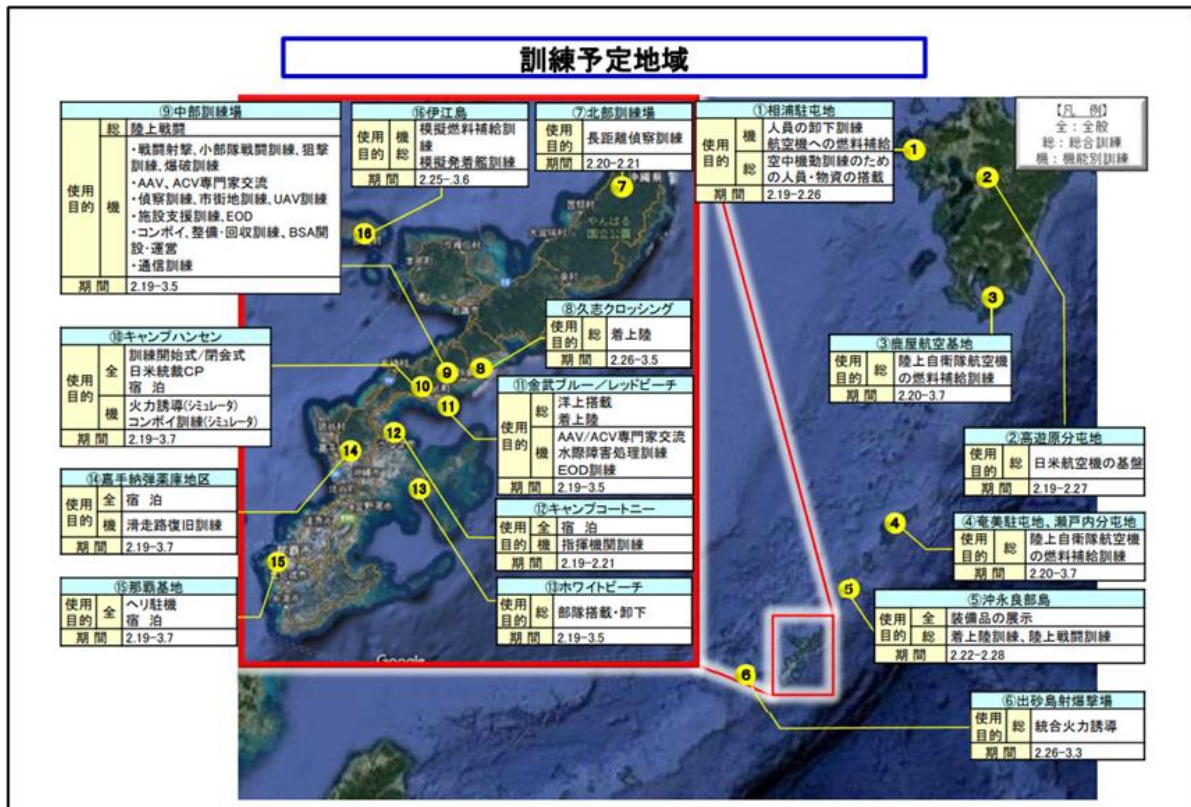 訓練予定地域
【凡 例】
全：全般
総：総合訓練
機：機能別訓練
①相浦駐屯地
使用目的
機
人員の卸下訓練
航空機への燃料補給
総
空中機動訓練のため
の人員・物資の搭載
期 間
2.19-2.26
②高遊原分屯地
使用目的
総
日米航空機の基盤
期 間
2.19-2.27
③鹿屋航空基地
使用目的
総
陸上自衛隊航空機
の燃料補給訓練
期 間
2.20-3.7
④奄美駐屯地、瀬戸内分屯地
使用目的
総
陸上自衛隊航空機
の燃料補給訓練
期 間
2.20-3.7
⑤沖永良部島
使用目的
全
装備品の展示
総
着上陸訓練、陸上戦闘訓練
期 間
2.22-2.28
⑥出砂島射爆撃場
使用目的
総
統合火力誘導
期 間
2.26-3.3
⑦北部訓練場
使用目的
機
長距離偵察訓練
期間
2.20-2.21
⑧久志クロッシング
使用目的
総
着上陸
期 間
2.26-3.5
⑨中部訓練場
使用目的
総
陸上戦闘
機
・戦闘射撃、小部隊戦闘訓練、狙撃
訓練、爆破訓練
・AAV、ACV専門家交流
・偵察訓練、市街地訓練、UAV訓練
・施設支援訓練、EOD
・コンボイ、整備・回収訓練、BSA開
設・運営
・通信訓練
期 間
2.19-3.5
⑩キャンプハンセン
使用目的
全
訓練開始式/閉会式
日米統裁CP
宿 泊
機
火力誘導(シミュレータ)
コンボイ訓練(シミュレータ)
期 間
2.19-3.7
⑪金武ブルー／レッドビーチ
使用目的
総
洋上搭載
着上陸
機
AAV/ACV専門家交流
水際障害処理訓練
EOD訓練
期 間
2.19-3.5
⑫キャンプコートニー
使用目的
全
宿 泊
機
指揮機関訓練
期 間
2.19-2.21
⑬ホワイトビーチ
使用目的
総
部隊搭載・卸下
期 間
2.19-3.5
⑭嘉手納弾薬庫地区
使用目的
全
宿 泊
機
滑走路復旧訓練
期 間
2.19-3.7
⑮那覇基地
使用目的
全
ヘリ駐機
宿 泊
期 間
2.19-3.7
⑯伊江島
使用目的
機
総
模擬燃料補給訓
練
模擬発着艦訓練
期 間
2.25-.3.6
沖縄県
やんばる
国立公園
1
2
3
4
5
6
7
8
9
10
11
12
13
14
15
16
Google